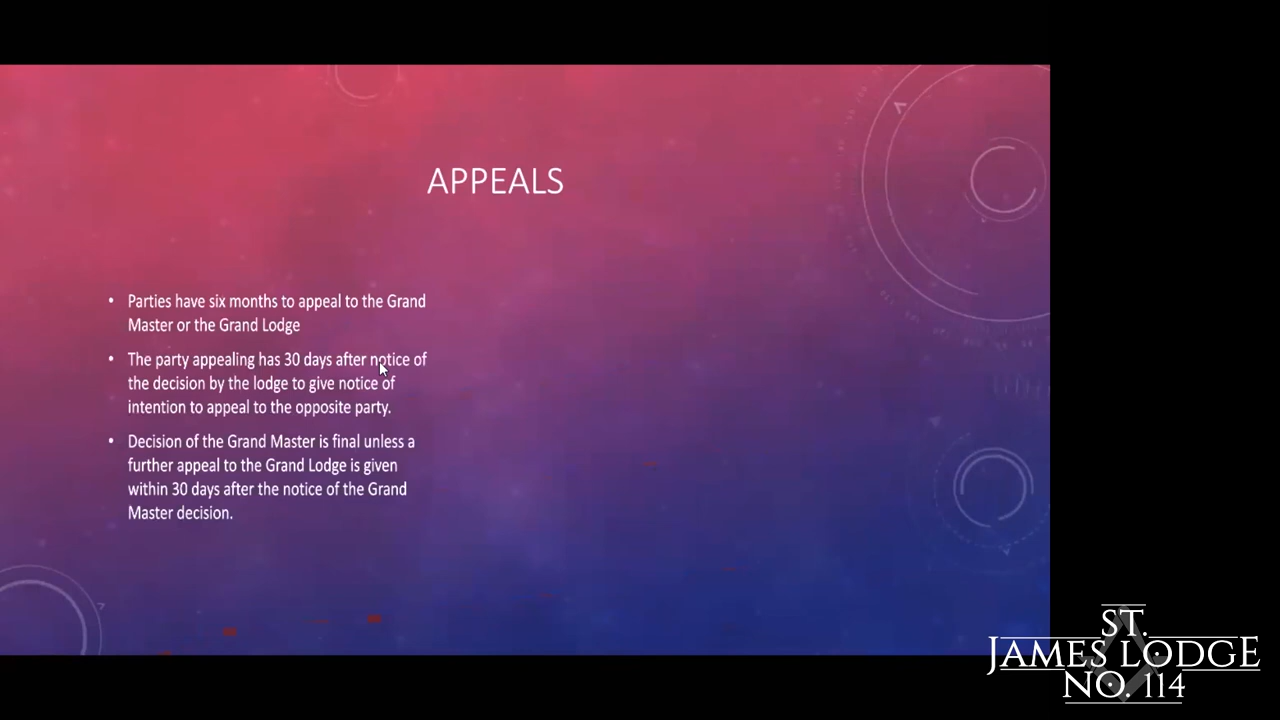 APPEALS
• Parties have six months to appeal to the Grand
Master or the Grand Lodge
• The party appealing has 30 days after notice of
the decision by the lodge to give notice of
intention to appeal to the opposite party.
• Decision of the Grand Master is final unless a
further appeal to the Grand Lodge is given
within 30 days after the notice of the Grand
Master decision.
ST.
JAMES LODGE
NO. 114